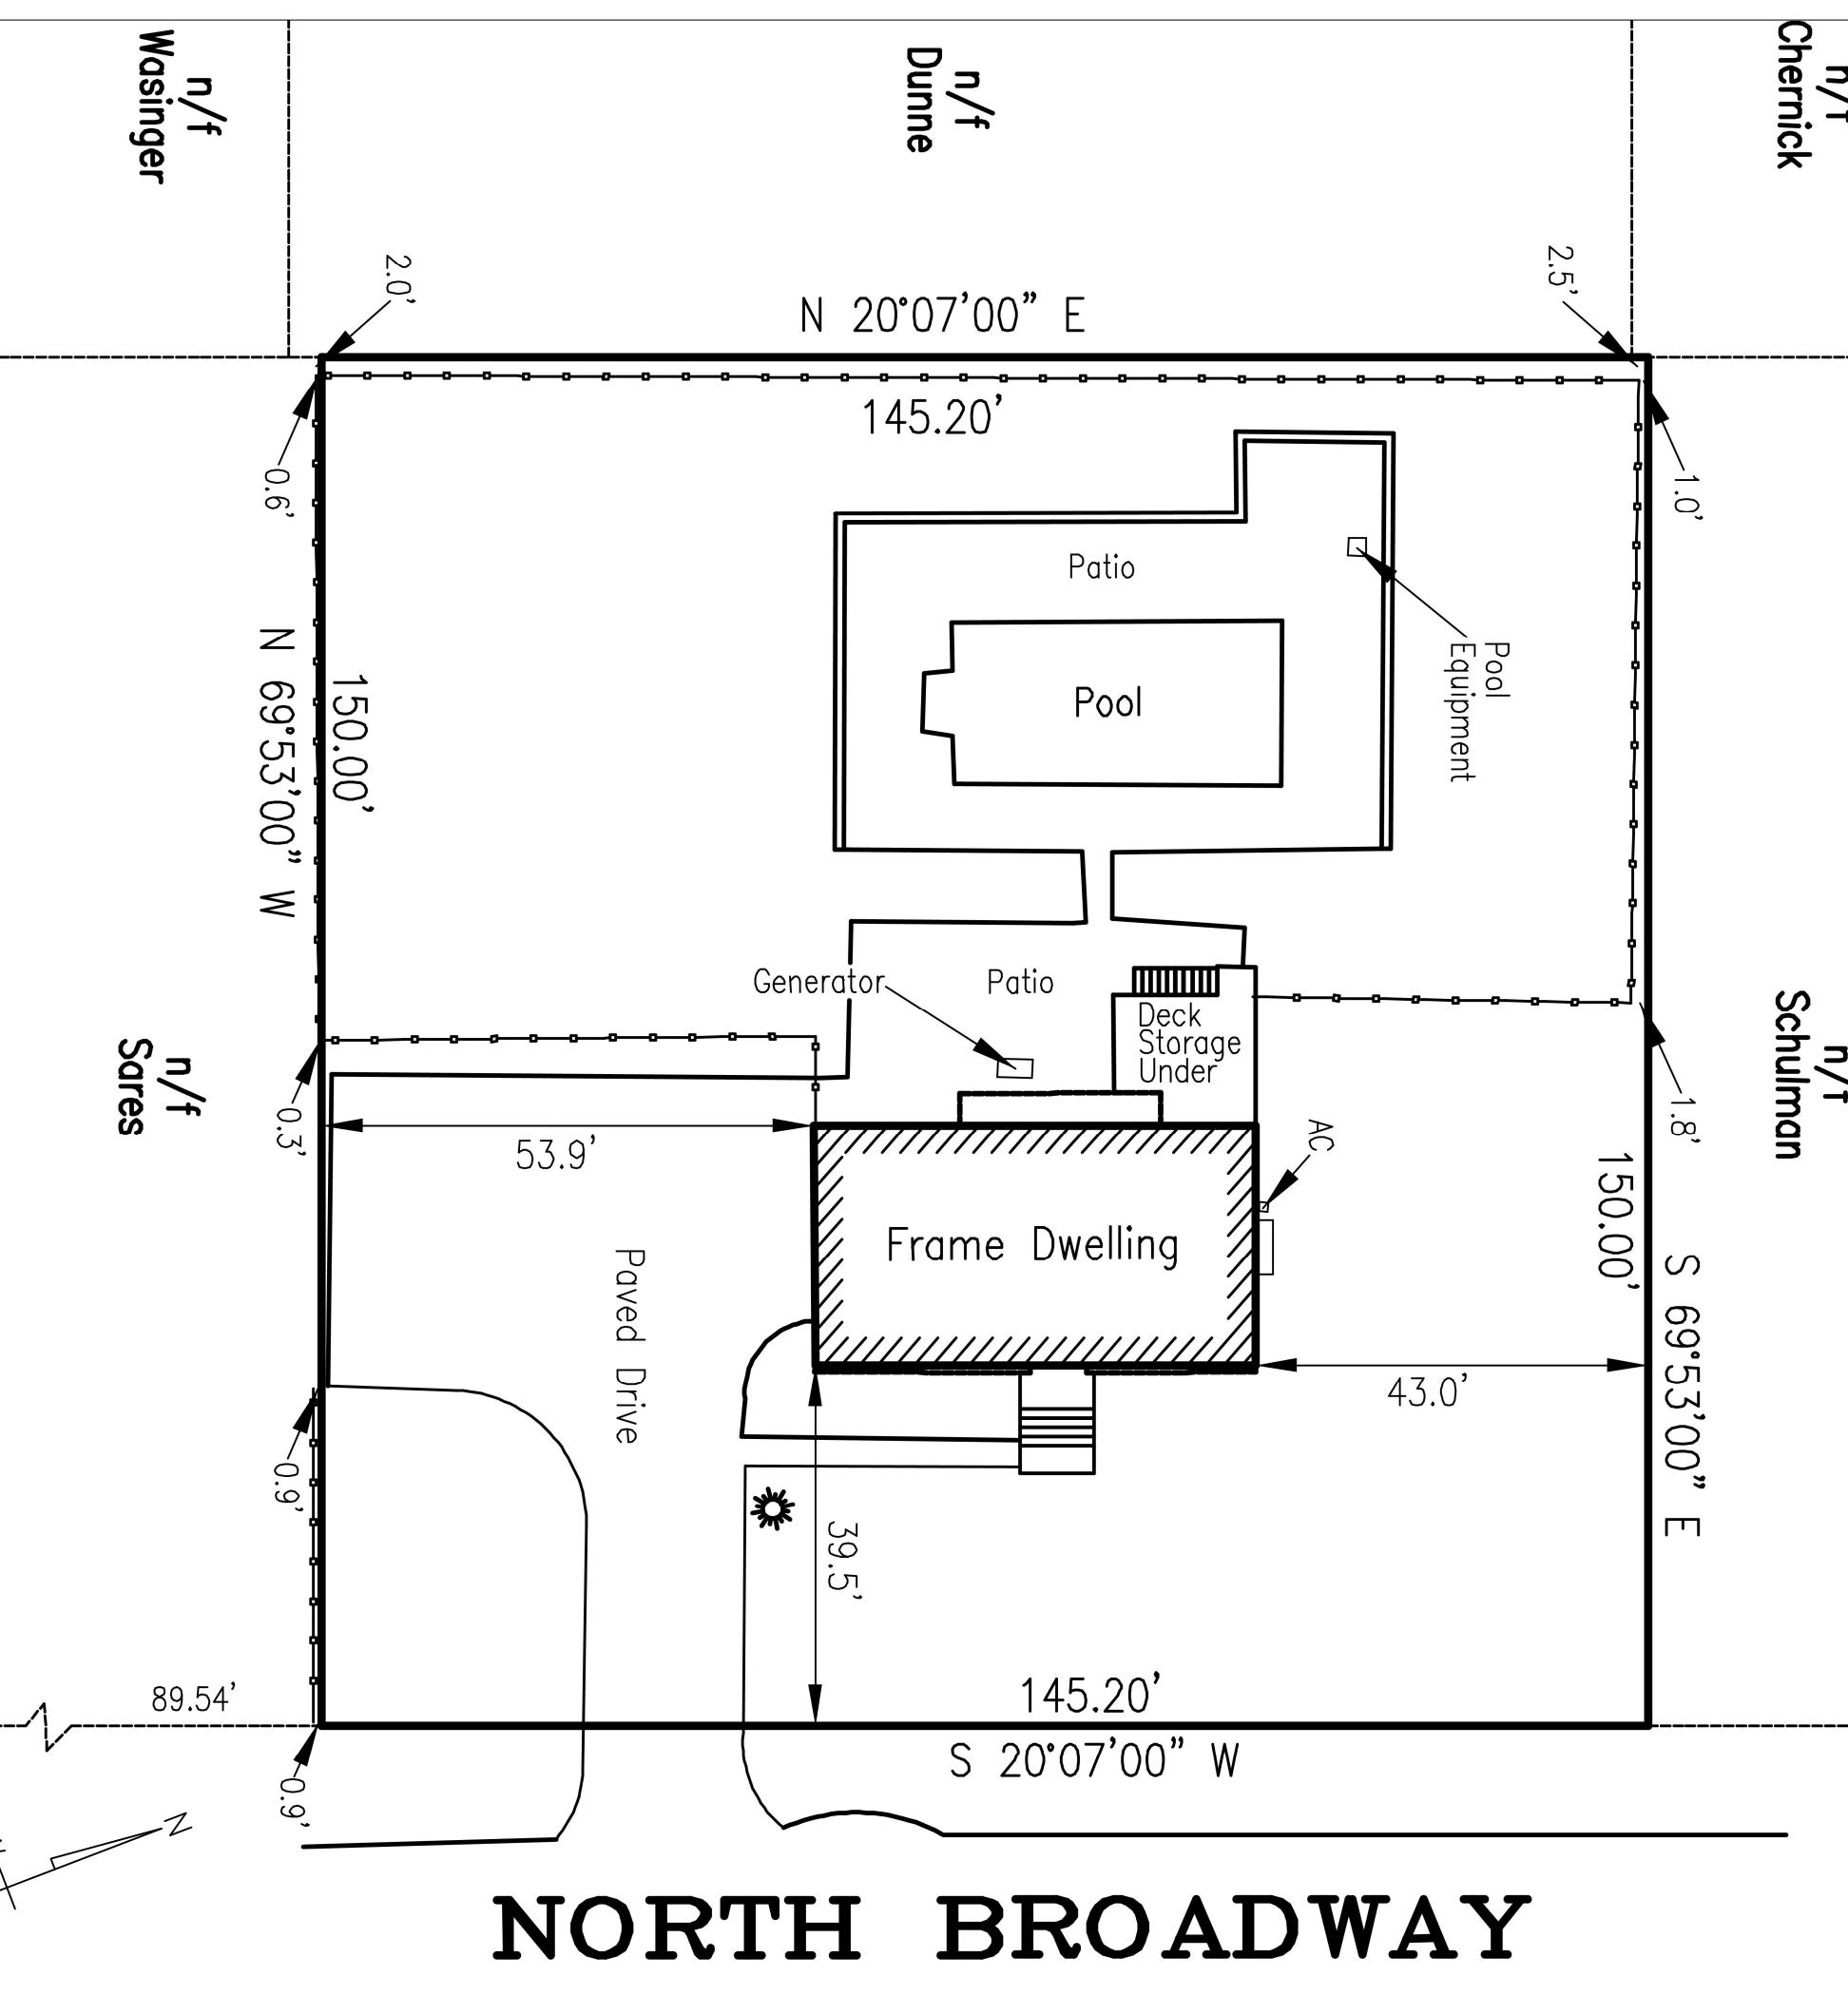 n/f
Wasinger
n/f
Dunne
n/f
Chernick
2.0'
N 20°07'00" E
2.5'
145.20'
0.6'
1.0'
Patio
Pool
Equipment
Pool
N 69°53'00" W
150.00'
Generator
Patio
Deck
Storage
Under
n/f
Sares
n/f
Schulman
0.3'
53.9'
1.8'
AC
150.00'
Frame Dwelling
S 69°53'00" E
Paved Drive
43.0'
0.9'
39.5'
89.54'
145.20'
S 20°07'00" W
0.9'
N
NORTH BROADWAY